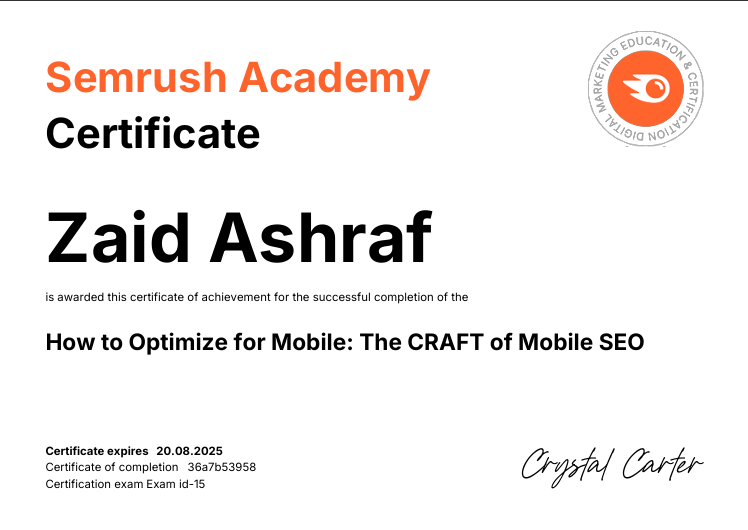 Semrush Academy
Certificate
DIGITAL MARKETING EDUCATION & CERTIFICATION
Zaid Ashraf
is awarded this certificate of achievement for the successful completion of the
How to Optimize for Mobile: The CRAFT of Mobile SEO
Certificate expires 20.08.2025
Certificate of completion 36a7b53958
Certification exam Exam id-15
Crystal Carter